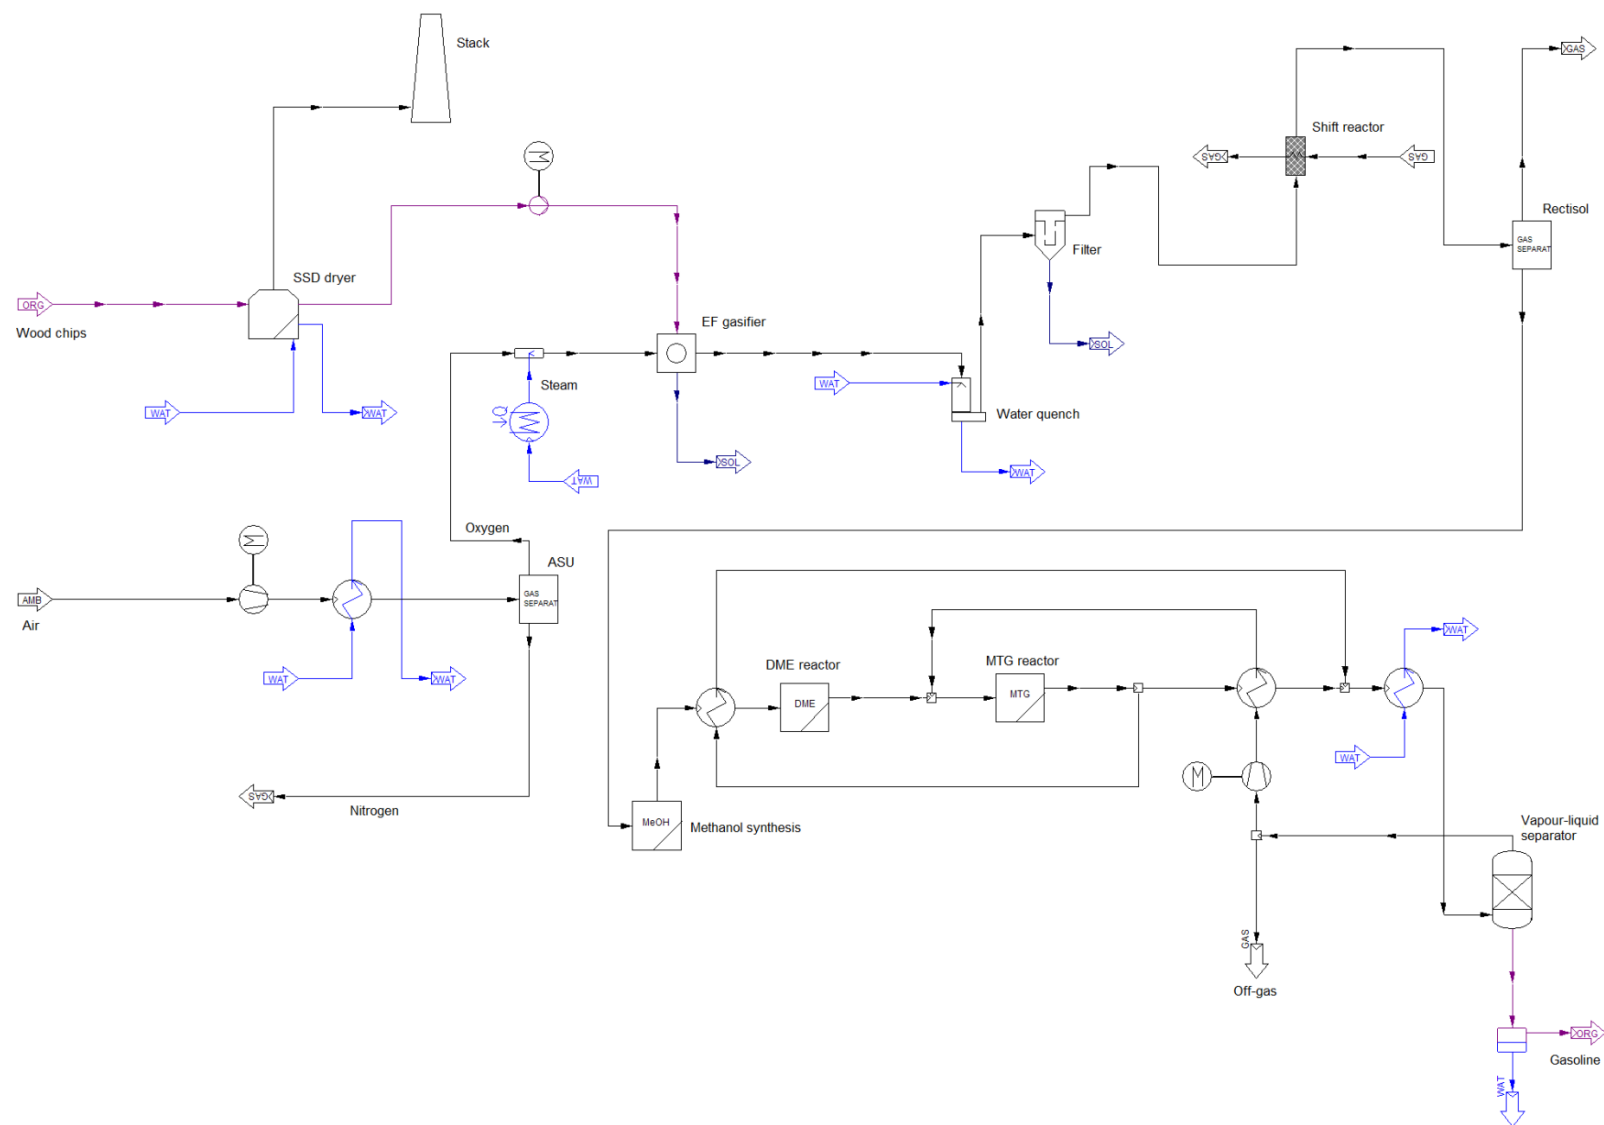 Stack
GAS
M
Shift reactor
GAS
GAS
Rectisol
GAS
SEPARAT
Filter
SSD dryer
ORG
Wood chips
EF gasifier
SOL
WAT
Steam
WAT
Q
WAT
WAT
Water quench
SOL
WAT
WAT
Oxygen
M
ASU
GAS
SEPARAT
AMB
Air
WAT
WAT
WAT
DME reactor
MTG reactor
DME
MTG
WAT
M
GAS
Nitrogen
MeOH
Methanol synthesis
Vapour-liquid
separator
GAS
Off-gas
ORG
Gasoline
WAT